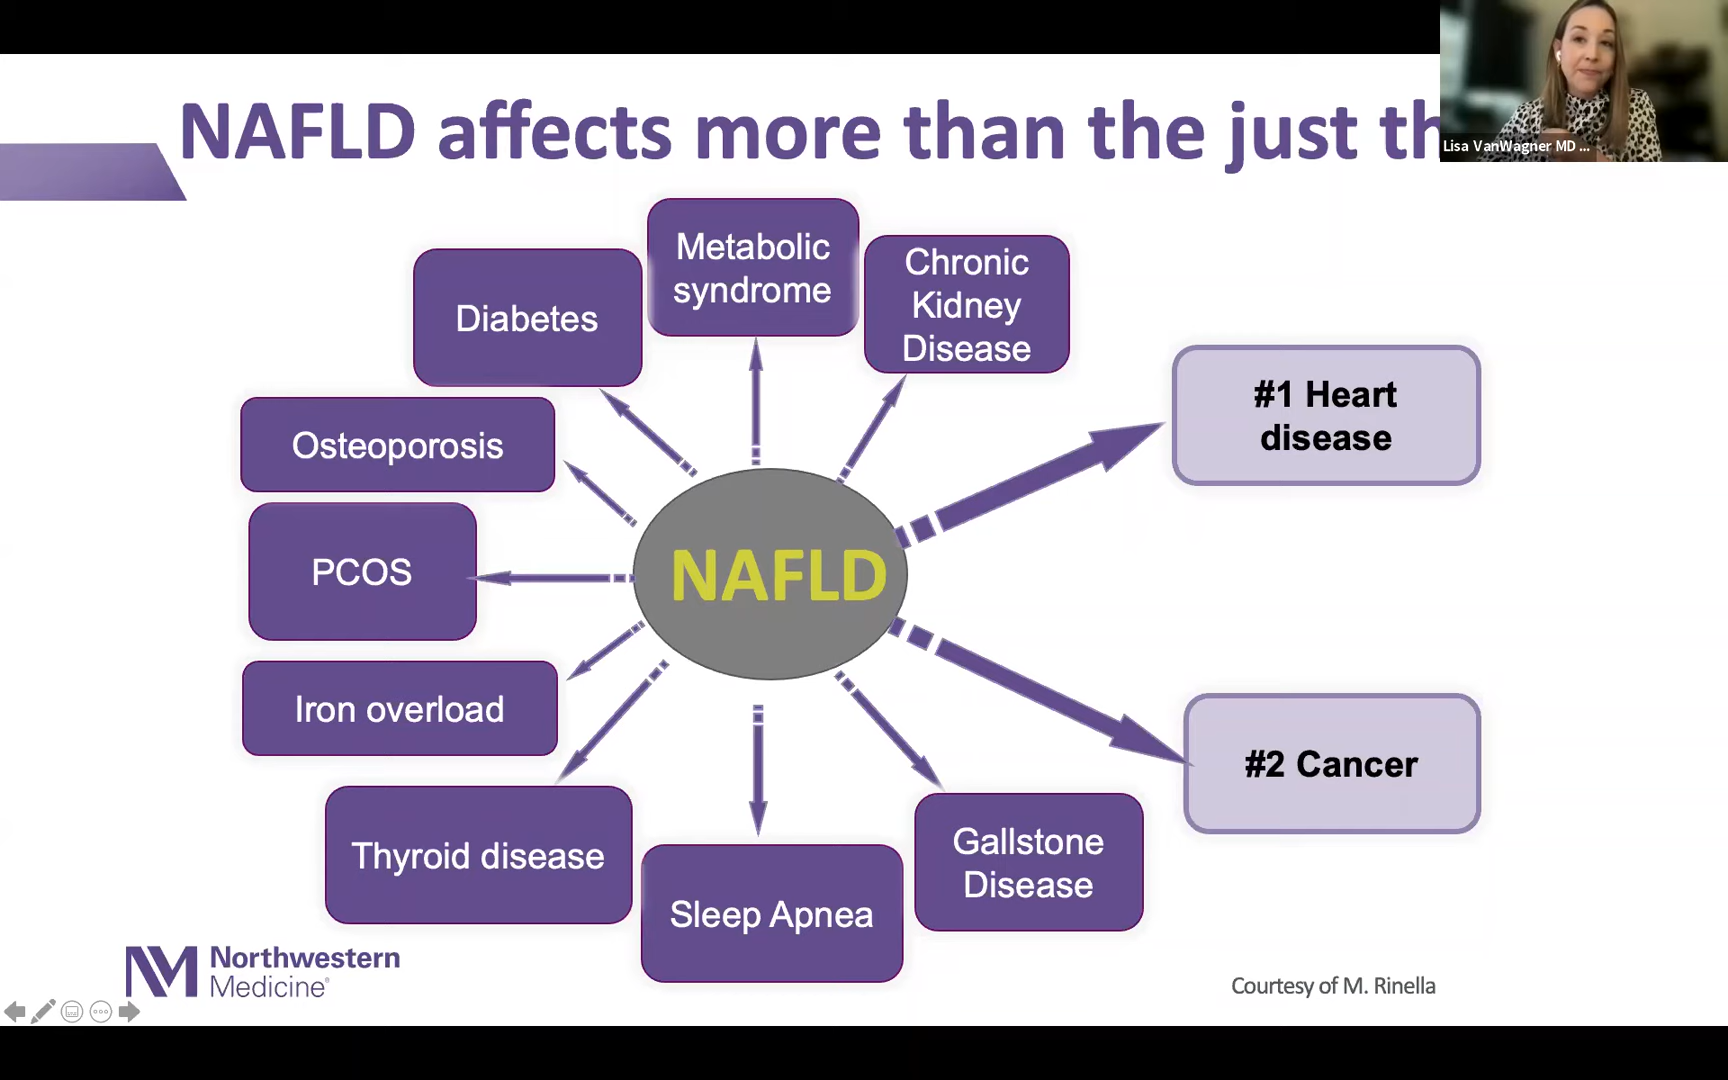 NAFLD affects more than the just th
Lisa VanWagner MD ...
Metabolic
syndrome
Chronic
Kidney
Disease
Diabetes
#1 Heart
disease
Osteoporosis
NAFLD
PCOS
Iron overload
#2 Cancer
Thyroid disease
Gallstone
Disease
Sleep Apnea
NM
Northwestern
Medicine®
Courtesy of M. Rinella